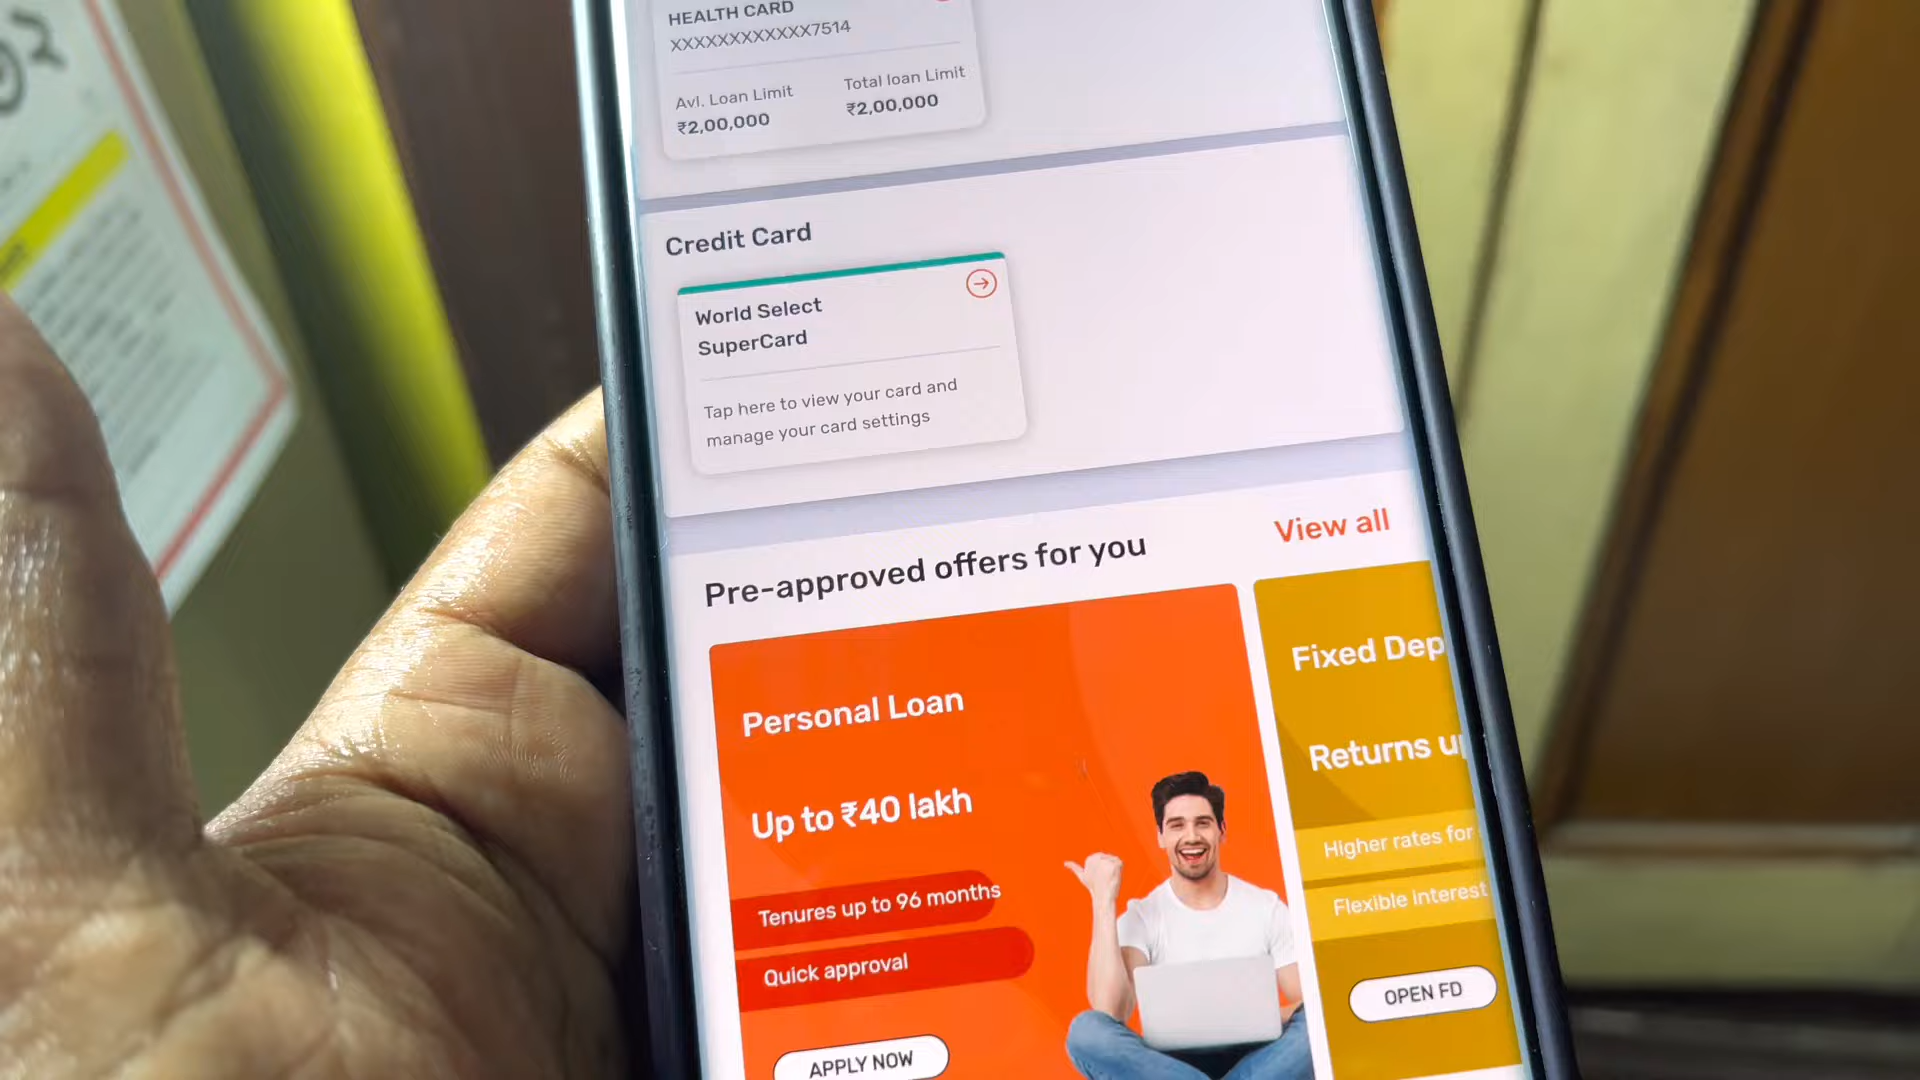 HEALTH CARD
XXXXXXXXXXXX7514
Avl. Loan Limit
₹2,00,000
Total loan Limit
₹2,00,000
Credit Card
World Select
SuperCard
Tap here to view your card and
manage your card settings
Pre-approved offers for you
View all
Personal Loan
Up to ₹40 lakh
Tenures up to 96 months
Quick approval
APPLY NOW
Fixed Dep
Returns up
Higher rates for
Flexible interest
OPEN FD